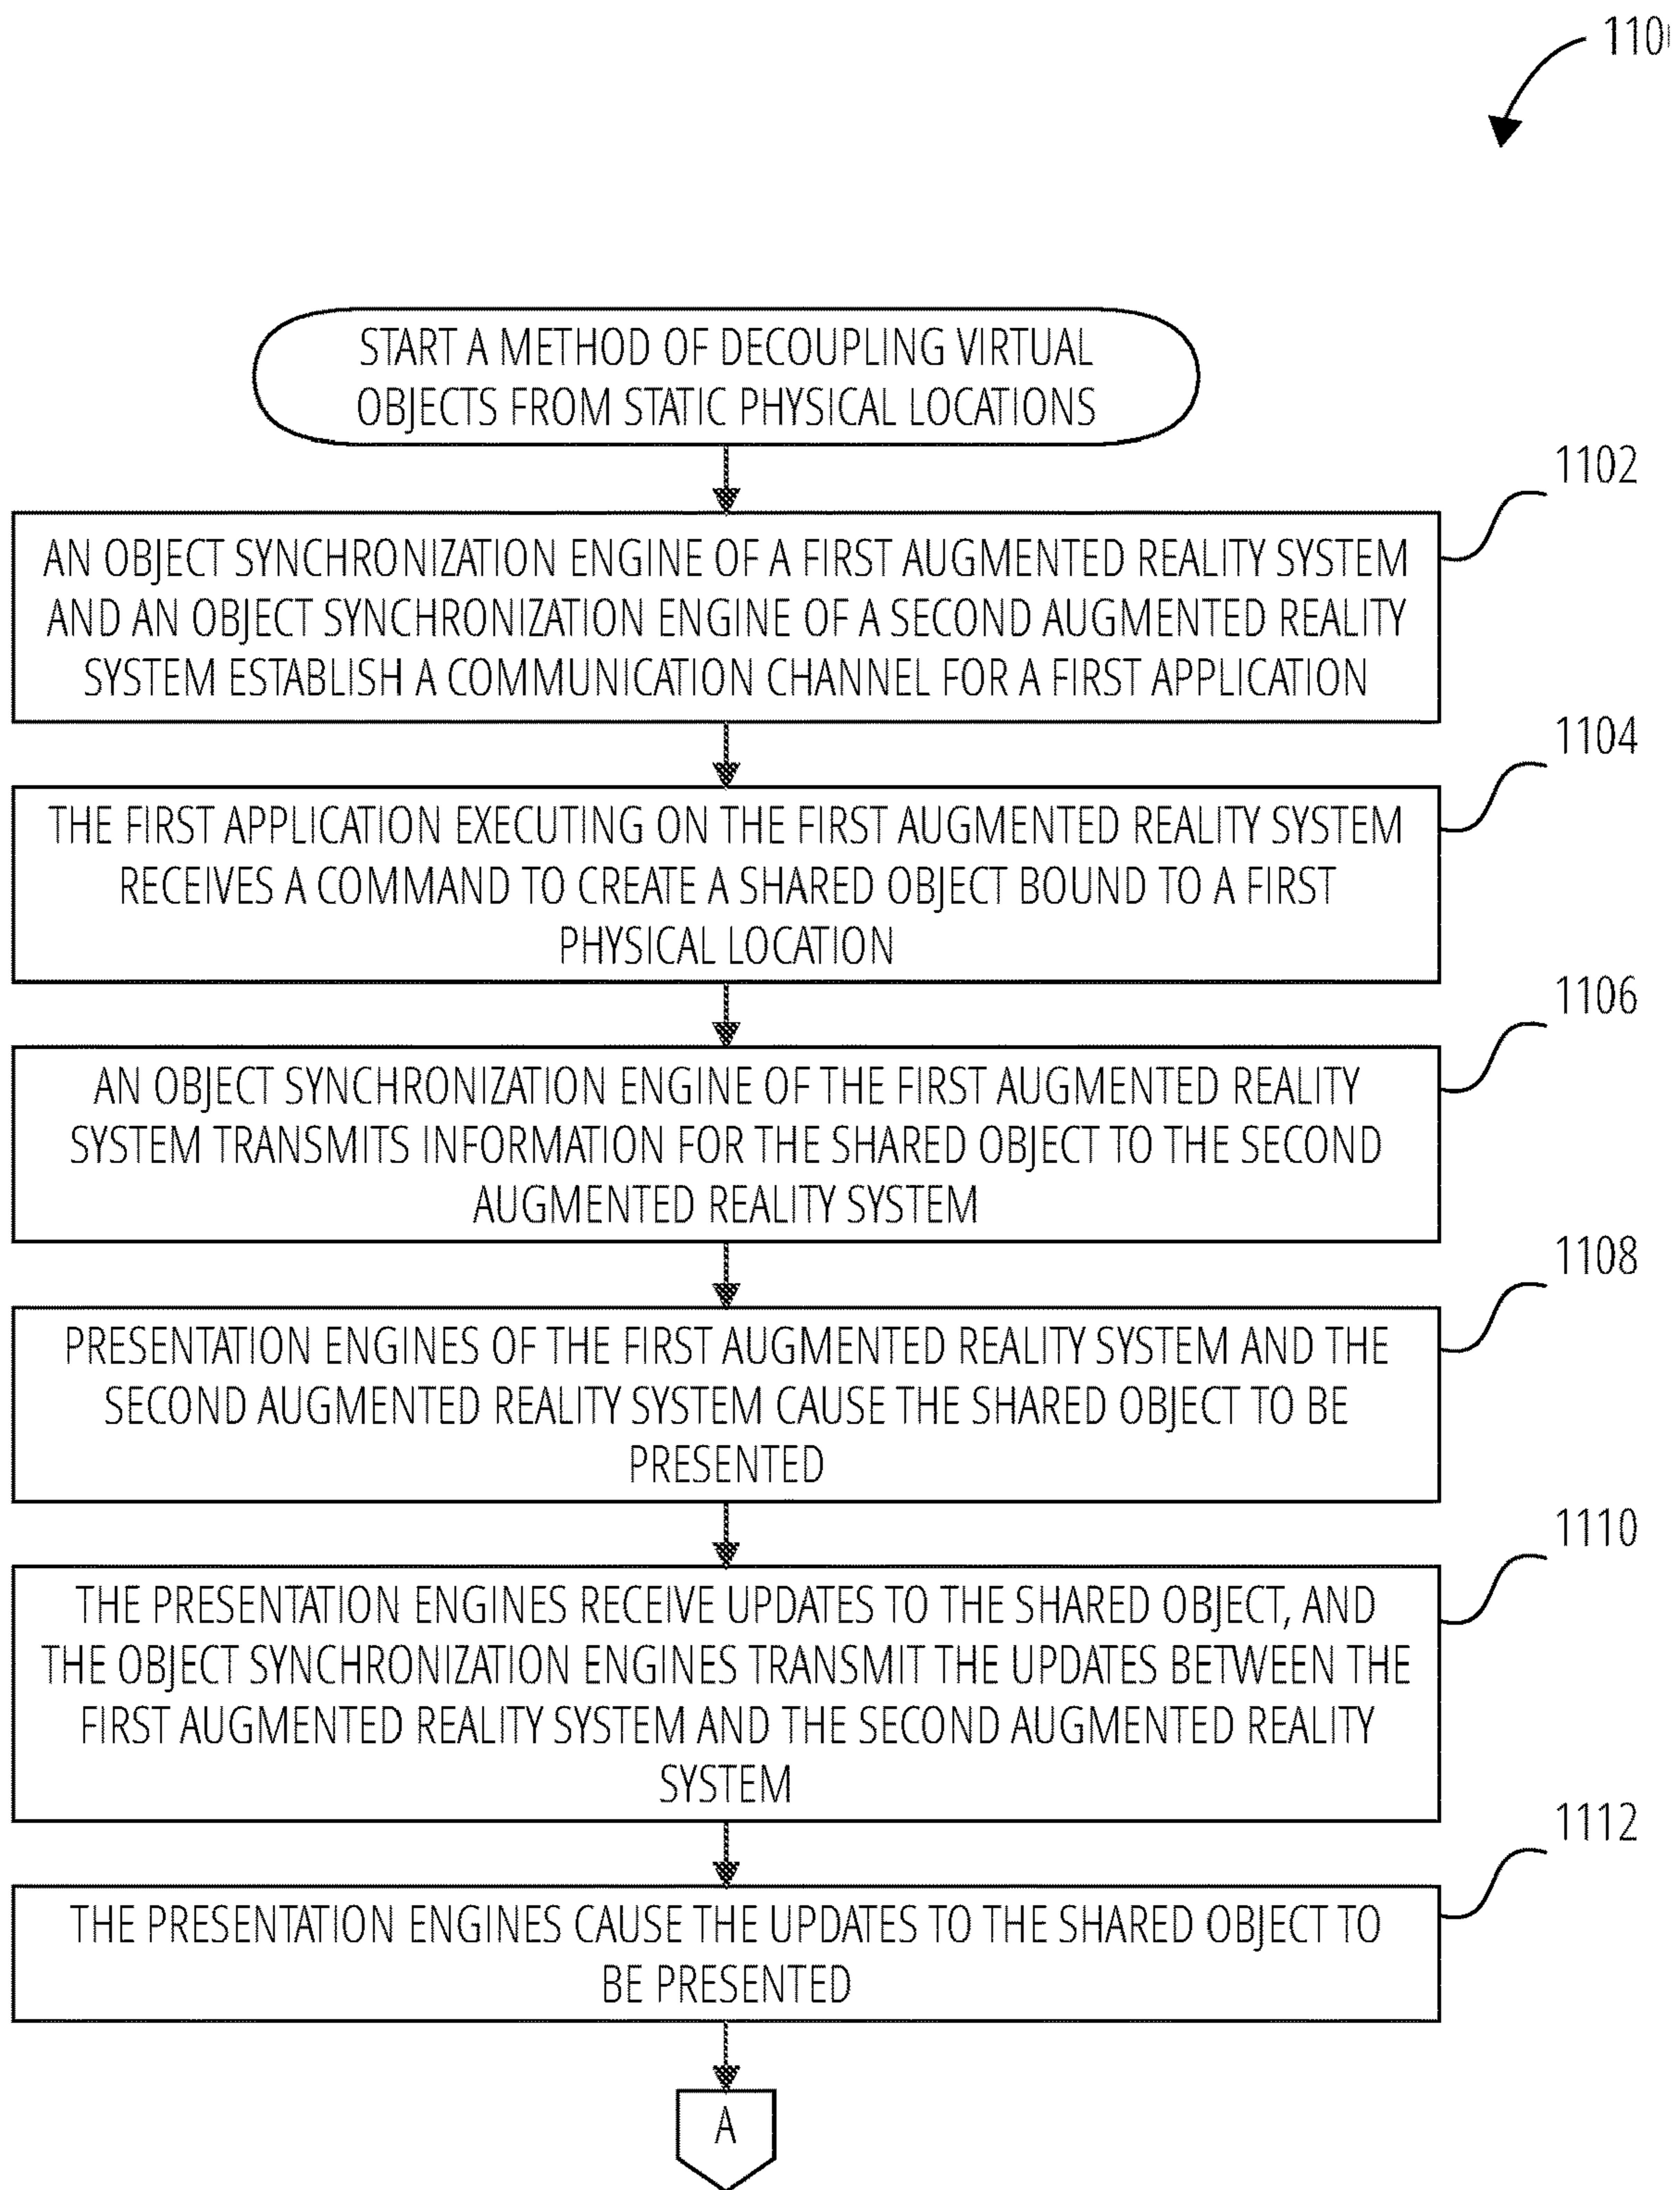 START A METHOD OF DECOUPLING VIRTUAL
OBJECTS FROM STATIC PHYSICAL LOCATIONS
1102
AN OBJECT SYNCHRONIZATION ENGINE OF A FIRST AUGMENTED REALITY SYSTEM
AND AN OBJECT SYNCHRONIZATION ENGINE OF A SECOND AUGMENTED REALITY
SYSTEM ESTABLISH A COMMUNICATION CHANNEL FOR A FIRST APPLICATION
1104
THE FIRST APPLICATION EXECUTING ON THE FIRST AUGMENTED REALITY SYSTEM
RECEIVES A COMMAND TO CREATE A SHARED OBJECT BOUND TO A FIRST
PHYSICAL LOCATION
1106
AN OBJECT SYNCHRONIZATION ENGINE OF THE FIRST AUGMENTED REALITY
SYSTEM TRANSMITS INFORMATION FOR THE SHARED OBJECT TO THE SECOND
AUGMENTED REALITY SYSTEM
1108
PRESENTATION ENGINES OF THE FIRST AUGMENTED REALITY SYSTEM AND THE
SECOND AUGMENTED REALITY SYSTEM CAUSE THE SHARED OBJECT TO BE
PRESENTED
1110
THE PRESENTATION ENGINES RECEIVE UPDATES TO THE SHARED OBJECT, AND
THE OBJECT SYNCHRONIZATION ENGINES TRANSMIT THE UPDATES BETWEEN THE
FIRST AUGMENTED REALITY SYSTEM AND THE SECOND AUGMENTED REALITY
SYSTEM
1112
THE PRESENTATION ENGINES CAUSE THE UPDATES TO THE SHARED OBJECT TO
BE PRESENTED
A